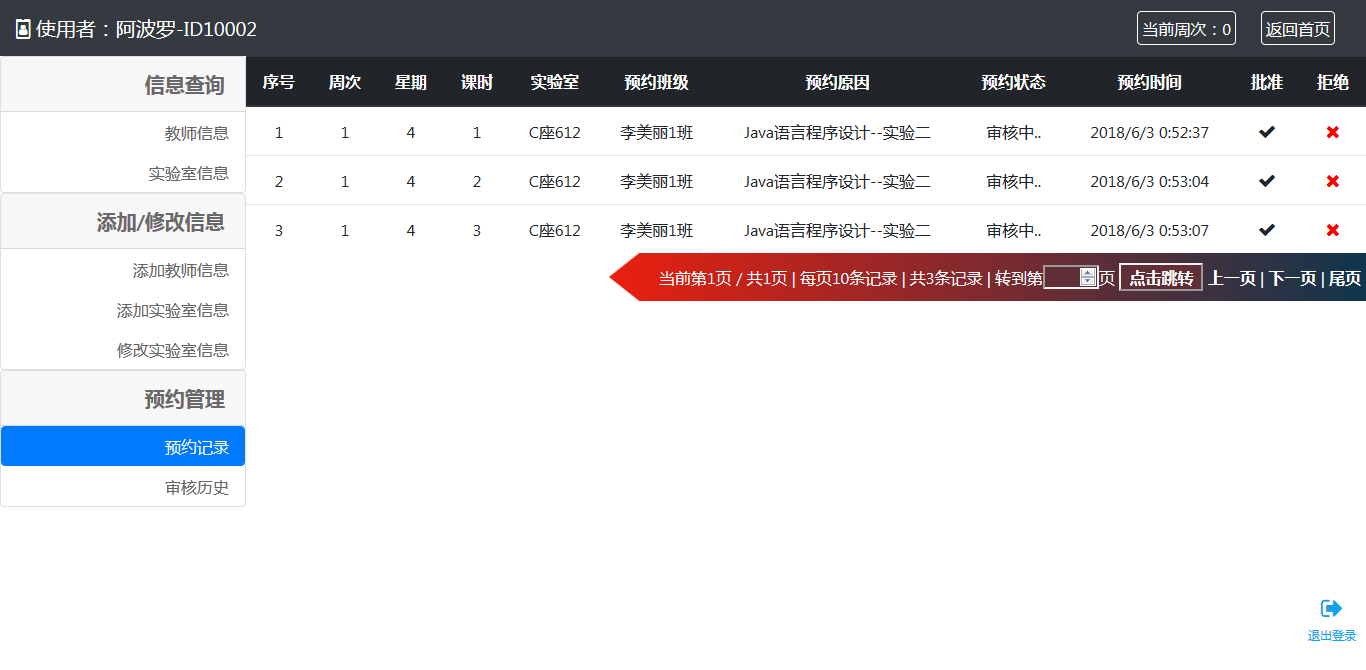 使用者：阿波罗-ID10002
当前周次：0
返回首页
信息查询
教师信息
实验室信息
添加/修改信息
添加教师信息
添加实验室信息
修改实验室信息
预约管理
预约记录
审核历史
序号 周次 星期 课时 实验室 预约班级 预约原因 预约状态 预约时间 批准 拒绝
1 1 4 1 C座612 李美丽1班 Java语言程序设计--实验二 审核中.. 2018/6/3 0:52:37
2 1 4 2 C座612 李美丽1班 Java语言程序设计--实验二 审核中.. 2018/6/3 0:53:04
3 1 4 3 C座612 李美丽1班 Java语言程序设计--实验二 审核中.. 2018/6/3 0:53:07
当前第1页 / 共1页 | 每页10条记录 | 共3条记录 | 转到第 页 点击跳转 上一页 | 下一页 | 尾页
退出登录